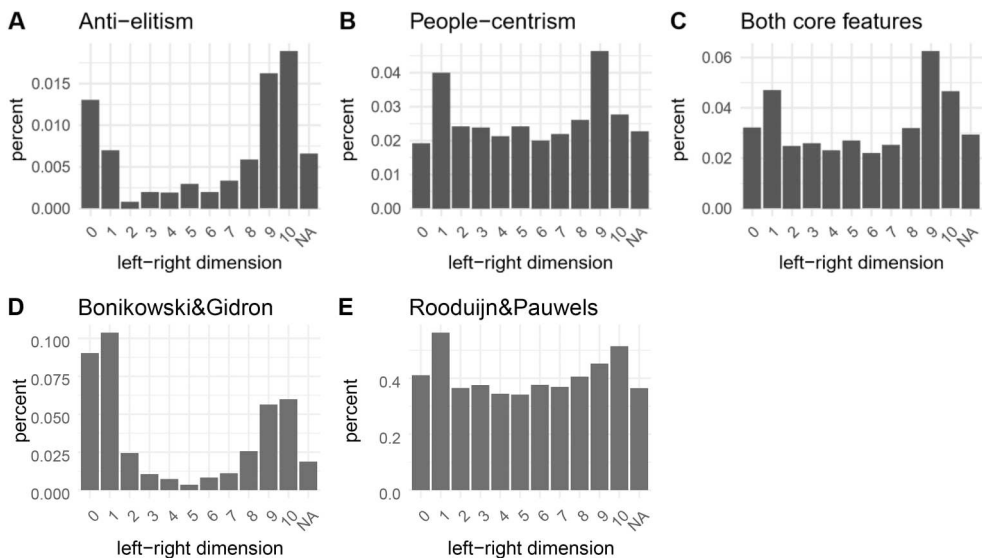 A Anti-elitism
percent
0.015
0.010
0.005
0.000
0 1 2 3 4 5 6 7 8 9 10 NA
left-right dimension
B People-centrism
percent
0.04
0.03
0.02
0.01
0.00
0 1 2 3 4 5 6 7 8 9 10 NA
left-right dimension
C Both core features
percent
0.06
0.04
0.02
0.00
0 1 2 3 4 5 6 7 8 9 10 NA
left-right dimension
D Bonikowski&Gidron
percent
0.100
0.075
0.050
0.025
0.000
0 1 2 3 4 5 6 7 8 9 10 NA
left-right dimension
E Rooduijn&Pauwels
percent
0.4
0.2
0.0
0 1 2 3 4 5 6 7 8 9 10 NA
left-right dimension